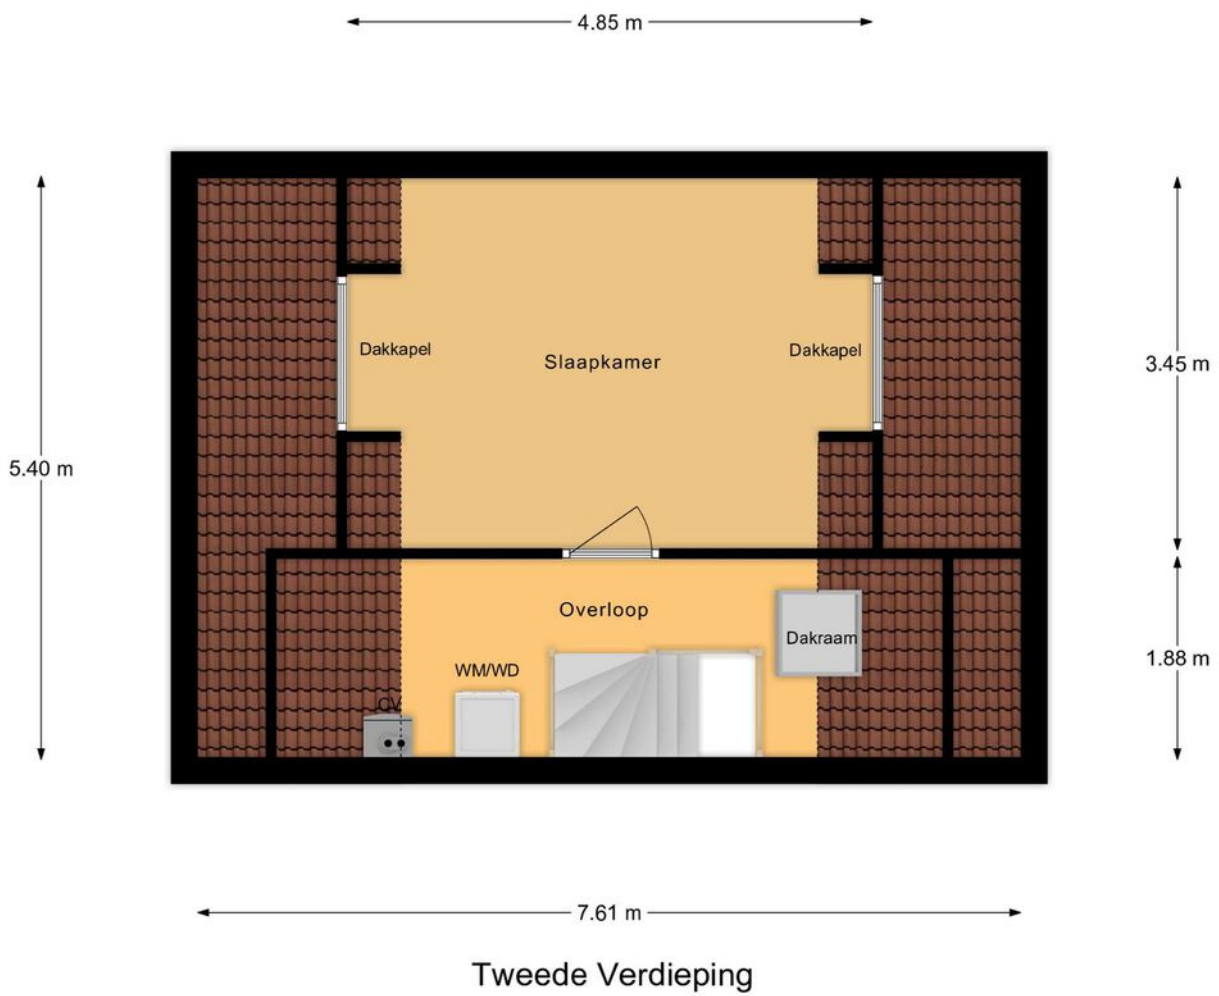 4.85 m
Dakkapel
Slaapkamer
Dakkapel
3.45 m
5.40 m
Overloop
Dakraam
1.88 m
WM/WD
CV
7.61 m
Tweede Verdieping